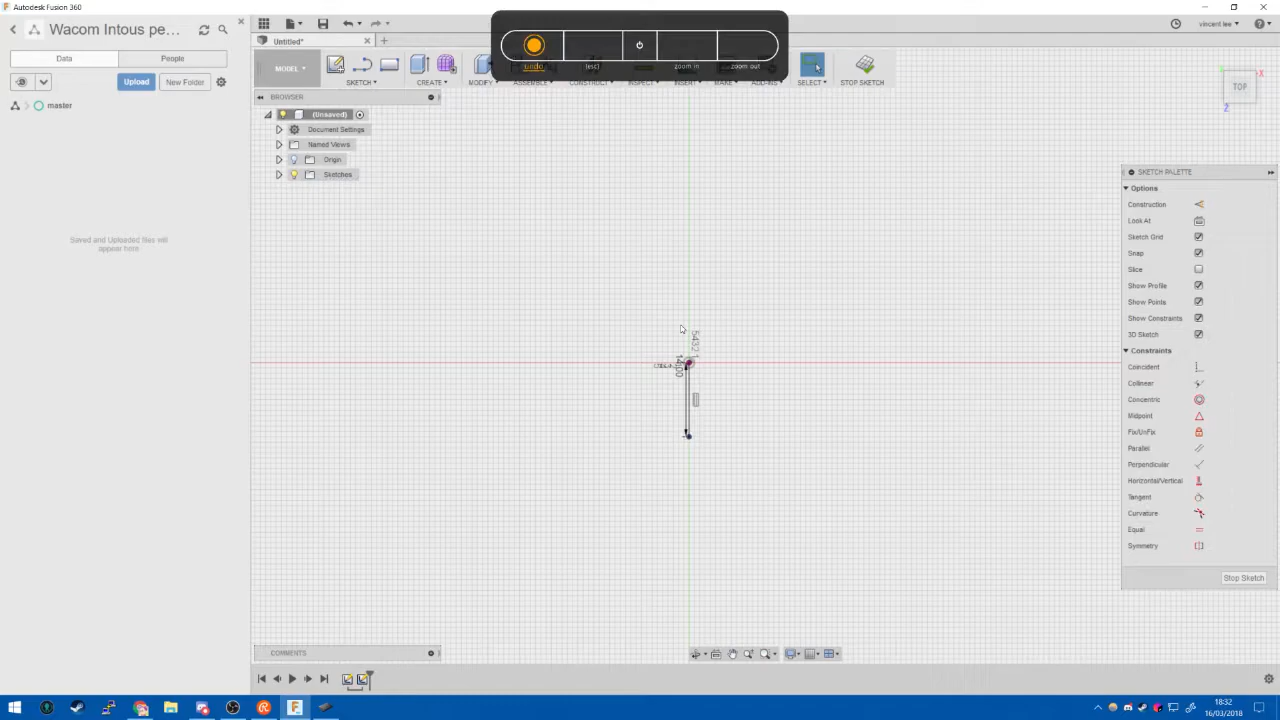 Autodesk Fusion 360
Wacom Intous pe...
Data
People
Upload
New Folder
master
Saved and Uploaded files will
appear here
vincent lee
Untitled*
undo
(esc)
zoom in
zoom out
MODEL
SKETCH
CREATE
MODIFY
ASSEMBLE
CONSTRUCT
INSPECT
INSERT
MAKE
ADD-INS
SELECT
STOP SKETCH
BROWSER
(Unsaved)
Document Settings
Named Views
Origin
Sketches
TOP
X
Z
SKETCH PALETTE
Options
Construction
Look At
Sketch Grid
Snap
Slice
Show Profile
Show Points
Show Constraints
3D Sketch
Constraints
Coincident
Collinear
Concentric
Midpoint
Fix/UnFix
Parallel
Perpendicular
Horizontal/Vertical
Tangent
Curvature
Equal
Symmetry
Stop Sketch
COMMENTS
18:32
16/03/2018